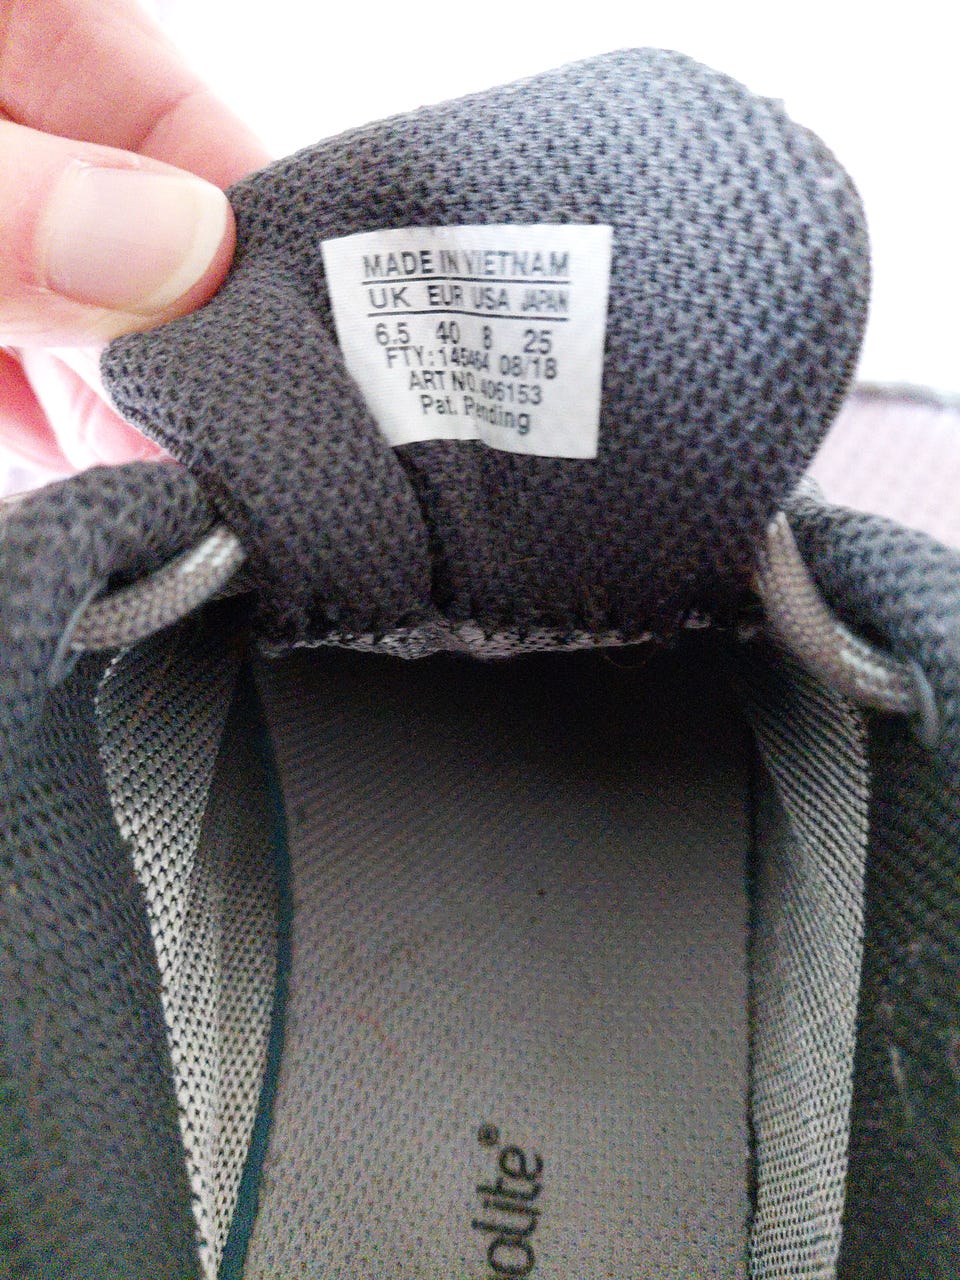 MADE IN VIETNAM
UK EUR USA JAPAN
6.5 40 8 25
FTY: 145464 08/18
ART NO. 406153
Pat. Pending
olite®